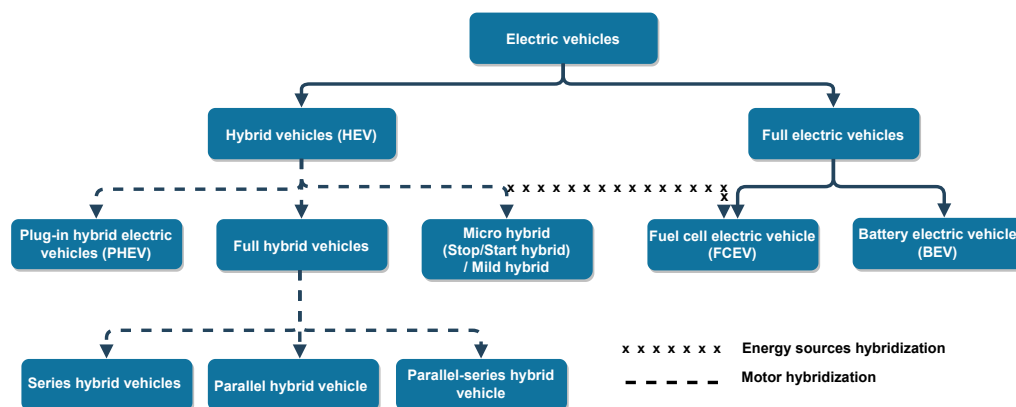 Electric vehicles
Hybrid vehicles (HEV)
Full electric vehicles
Plug-in hybrid electric
vehicles (PHEV)
Full hybrid vehicles
Micro hybrid
(Stop/Start hybrid)
/ Mild hybrid
Fuel cell electric vehicle
(FCEV)
Battery electric vehicle
(BEV)
Series hybrid vehicles
Parallel hybrid vehicle
Parallel-series hybrid
vehicle
x x x x x x x Energy sources hybridization
Motor hybridization